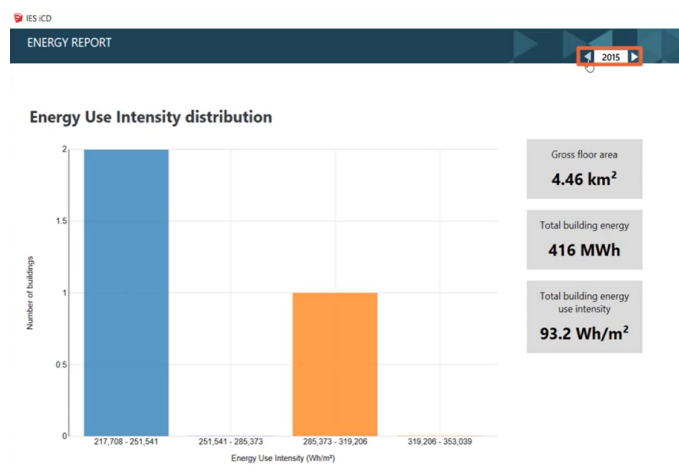 IES iCD
ENERGY REPORT
2015
Energy Use Intensity distribution
2
1.5
1
0.5
0
Number of buildings
217,708 - 251,541
251,541 - 285,373
285,373 - 319,206
319,206 - 353,039
Energy Use Intensity (Wh/m²)
Gross floor area
4.46 km²
Total building energy
416 MWh
Total building energy
use intensity
93.2 Wh/m²